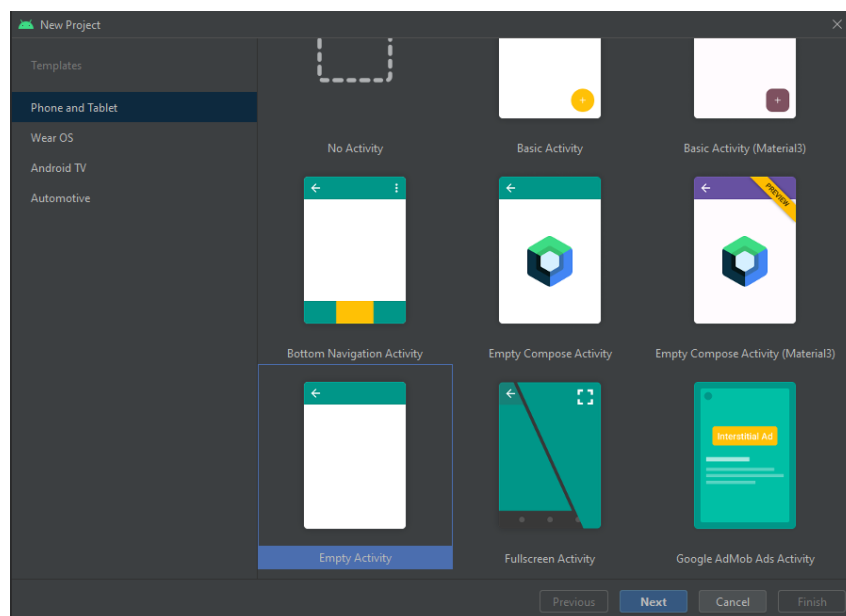 New Project
Templates
Phone and Tablet
Wear OS
Android TV
Automotive
No Activity
Basic Activity
Basic Activity (Material3)
PREVIEW
Bottom Navigation Activity
Empty Compose Activity
Empty Compose Activity (Material3)
Interstitial Ad
Empty Activity
Fullscreen Activity
Google AdMob Ads Activity
Previous
Next
Cancel
Finish